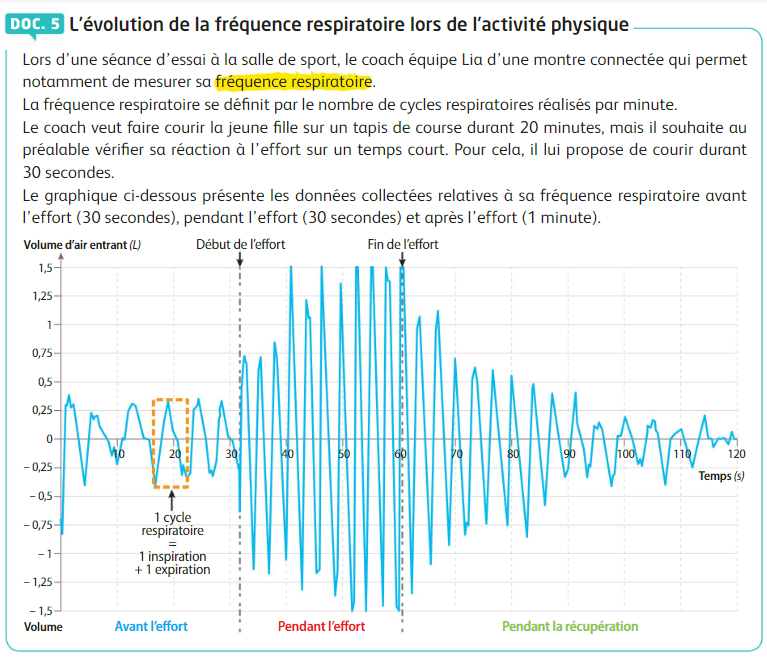 DOC. 5 L'évolution de la fréquence respiratoire lors de l'activité physique
Lors d'une séance d'essai à la salle de sport, le coach équipe Lia d'une montre connectée qui permet
notamment de mesurer sa fréquence respiratoire.
La fréquence respiratoire se définit par le nombre de cycles respiratoires réalisés par minute.
Le coach veut faire courir la jeune fille sur un tapis de course durant 20 minutes, mais il souhaite au
préalable vérifier sa réaction à l'effort sur un temps court. Pour cela, il lui propose de courir durant
30 secondes.
Le graphique ci-dessous présente les données collectées relatives à sa fréquence respiratoire avant
l'effort (30 secondes), pendant l'effort (30 secondes) et après l'effort (1 minute).
Volume d'air entrant (L) Début de l'effort Fin de l'effort
1,5
1,25
1
0,75
0,5
0,25
0
10 20 30 40 50 60 70 80 90 100 110 120
– 0,25
Temps (s)
– 0,5
– 0,75
– 1
– 1,25
– 1,5
1 cycle
respiratoire
=
1 inspiration
+ 1 expiration
Volume Avant l'effort Pendant l'effort Pendant la récupération